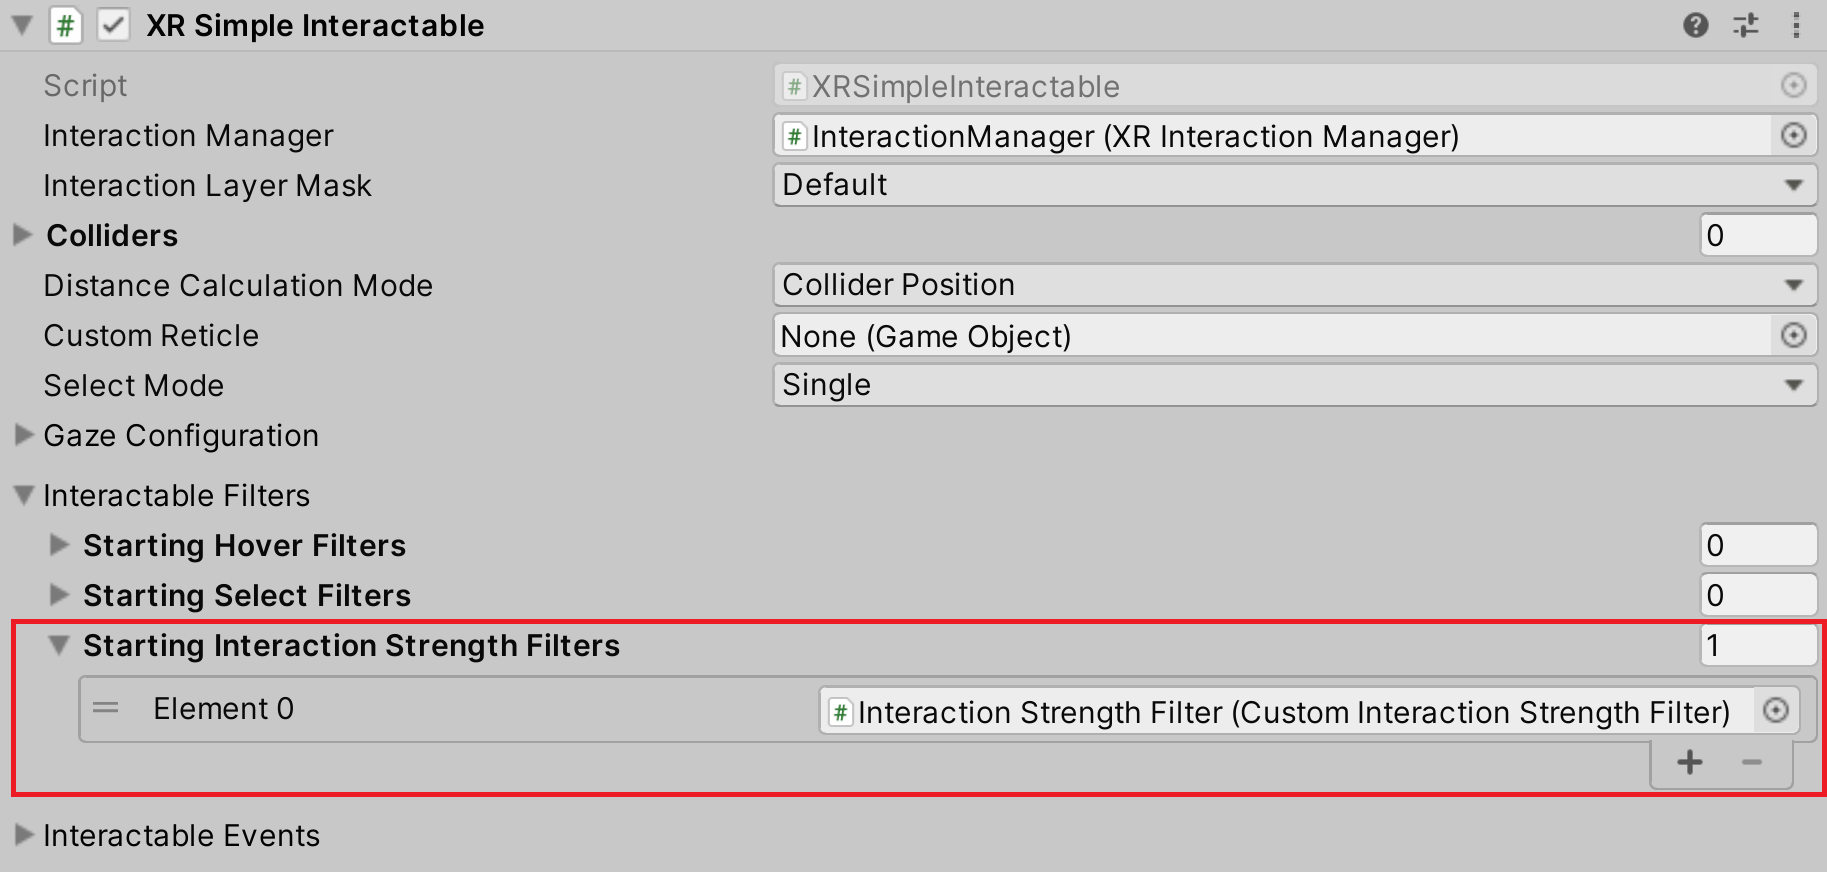 XR Simple Interactable
Script XRSimpleInteractable
Interaction Manager InteractionManager (XR Interaction Manager)
Interaction Layer Mask Default
Colliders 0
Distance Calculation Mode Collider Position
Custom Reticle None (Game Object)
Select Mode Single
Gaze Configuration
Interactable Filters
Starting Hover Filters 0
Starting Select Filters 0
Starting Interaction Strength Filters 1
Element 0 Interaction Strength Filter (Custom Interaction Strength Filter)
Interactable Events